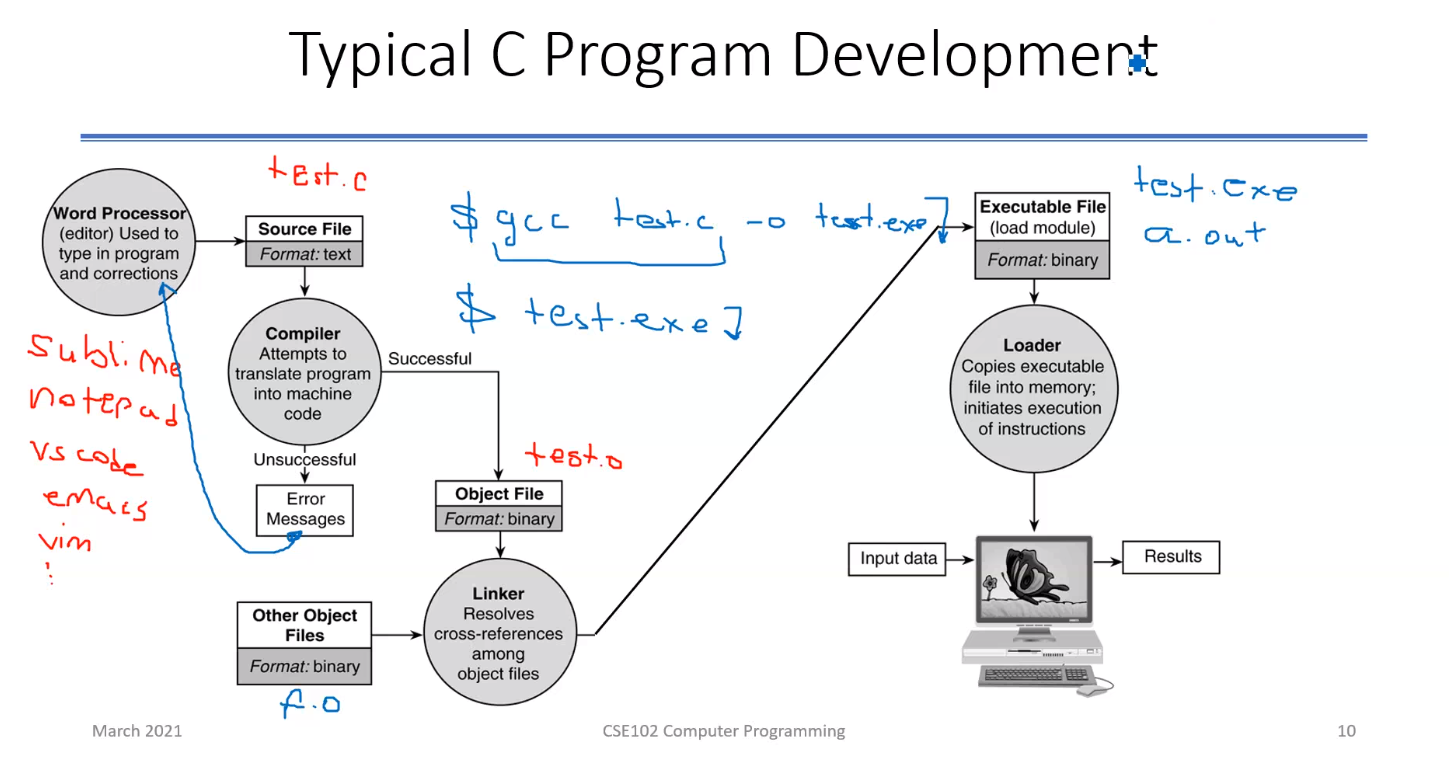 Typical C Program Development
tEst.c
Word Processor
(editor) Used to
type in program
and corrections
Source File
Format: text
$ gcc test.c -o test.exe
$ test.exe
Executable File
(load module)
Format: binary
test.exe
a.out
Compiler
Attempts to
translate program
into machine
code
Successful
Unsuccessful
Error
Messages
Sublime
notepad
vs code
emacs
vim
test.o
Object File
Format: binary
Other Object
Files
Format: binary
f.o
Linker
Resolves
cross-references
among
object files
Loader
Copies executable
file into memory;
initiates execution
of instructions
Input data
Results
March 2021
CSE102 Computer Programming
10